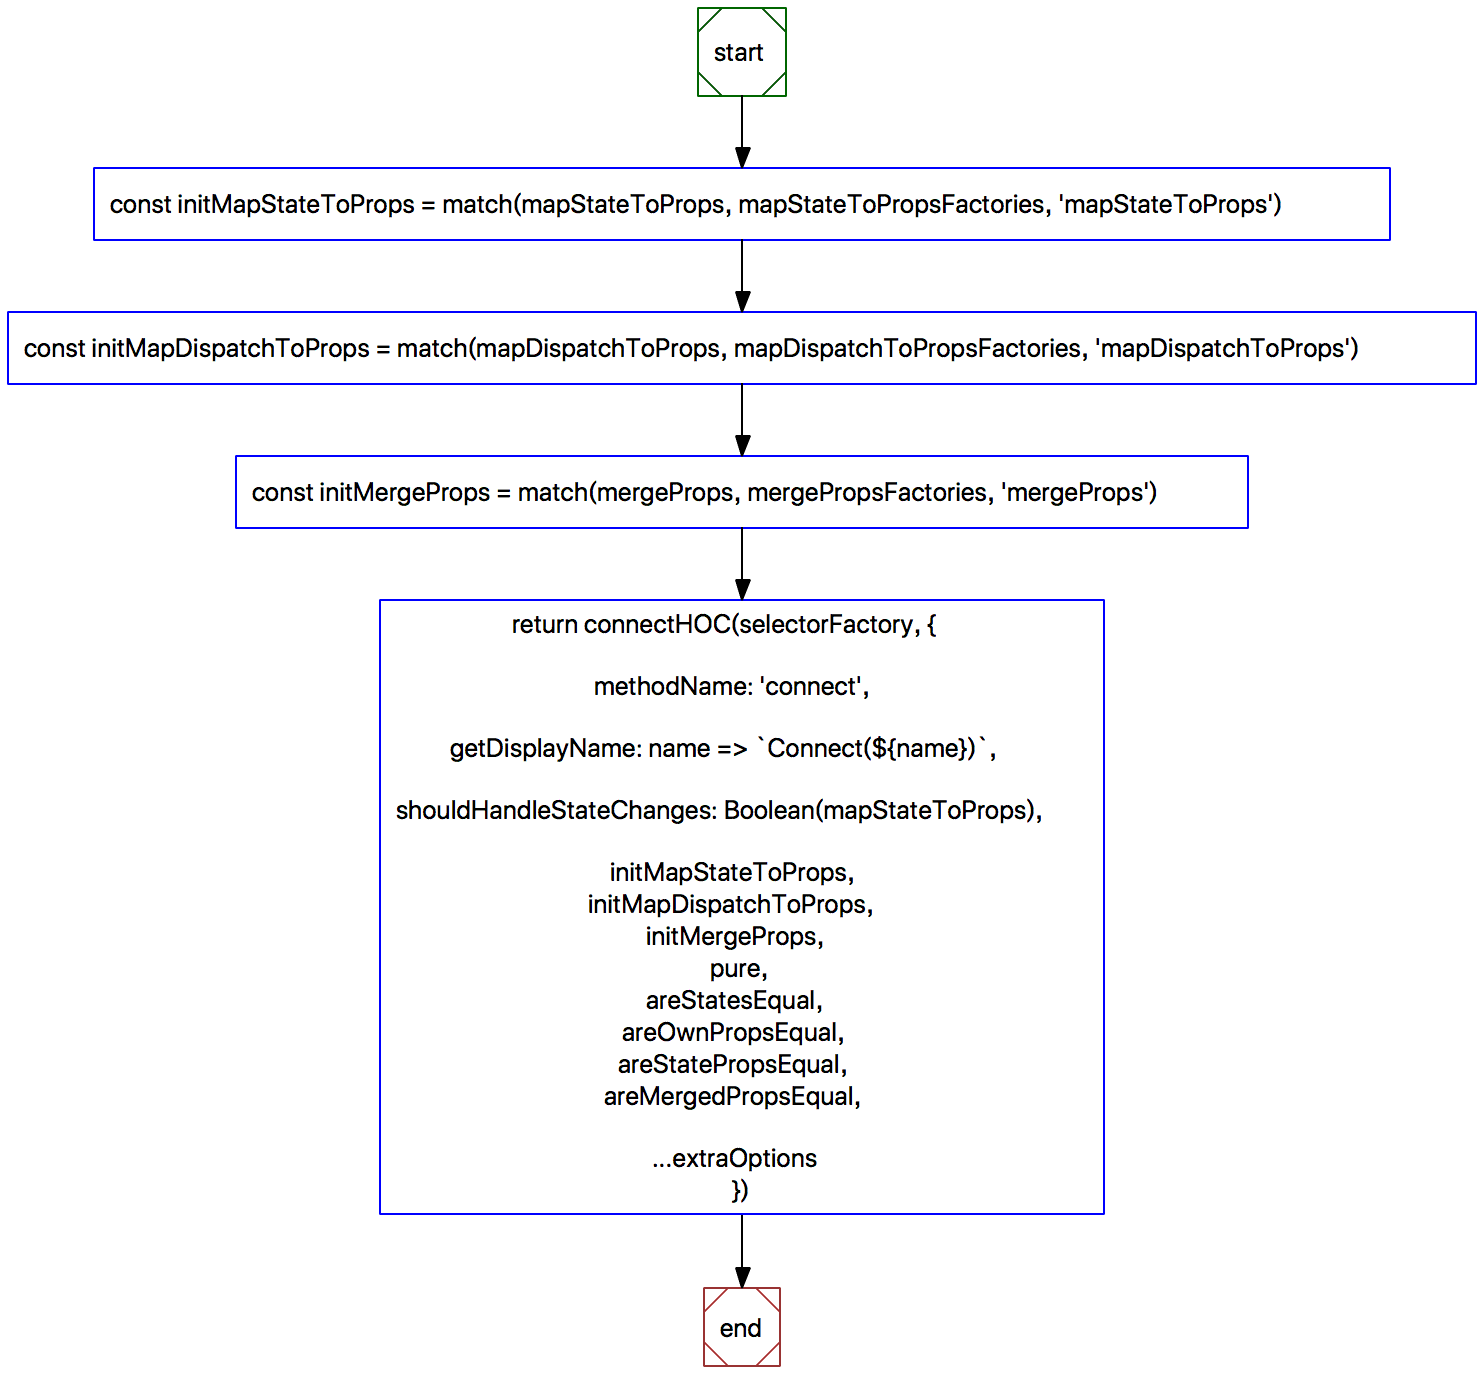 start
const initMapStateToProps = match(mapStateToProps, mapStateToPropsFactories, 'mapStateToProps')
const initMapDispatchToProps = match(mapDispatchToProps, mapDispatchToPropsFactories, 'mapDispatchToProps')
const initMergeProps = match(mergeProps, mergePropsFactories, 'mergeProps')
return connectHOC(selectorFactory, {
methodName: 'connect',
getDisplayName: name => `Connect(${name})`,
shouldHandleStateChanges: Boolean(mapStateToProps),
initMapStateToProps,
initMapDispatchToProps,
initMergeProps,
pure,
areStatesEqual,
areOwnPropsEqual,
areStatePropsEqual,
areMergedPropsEqual,
...extraOptions
})
end